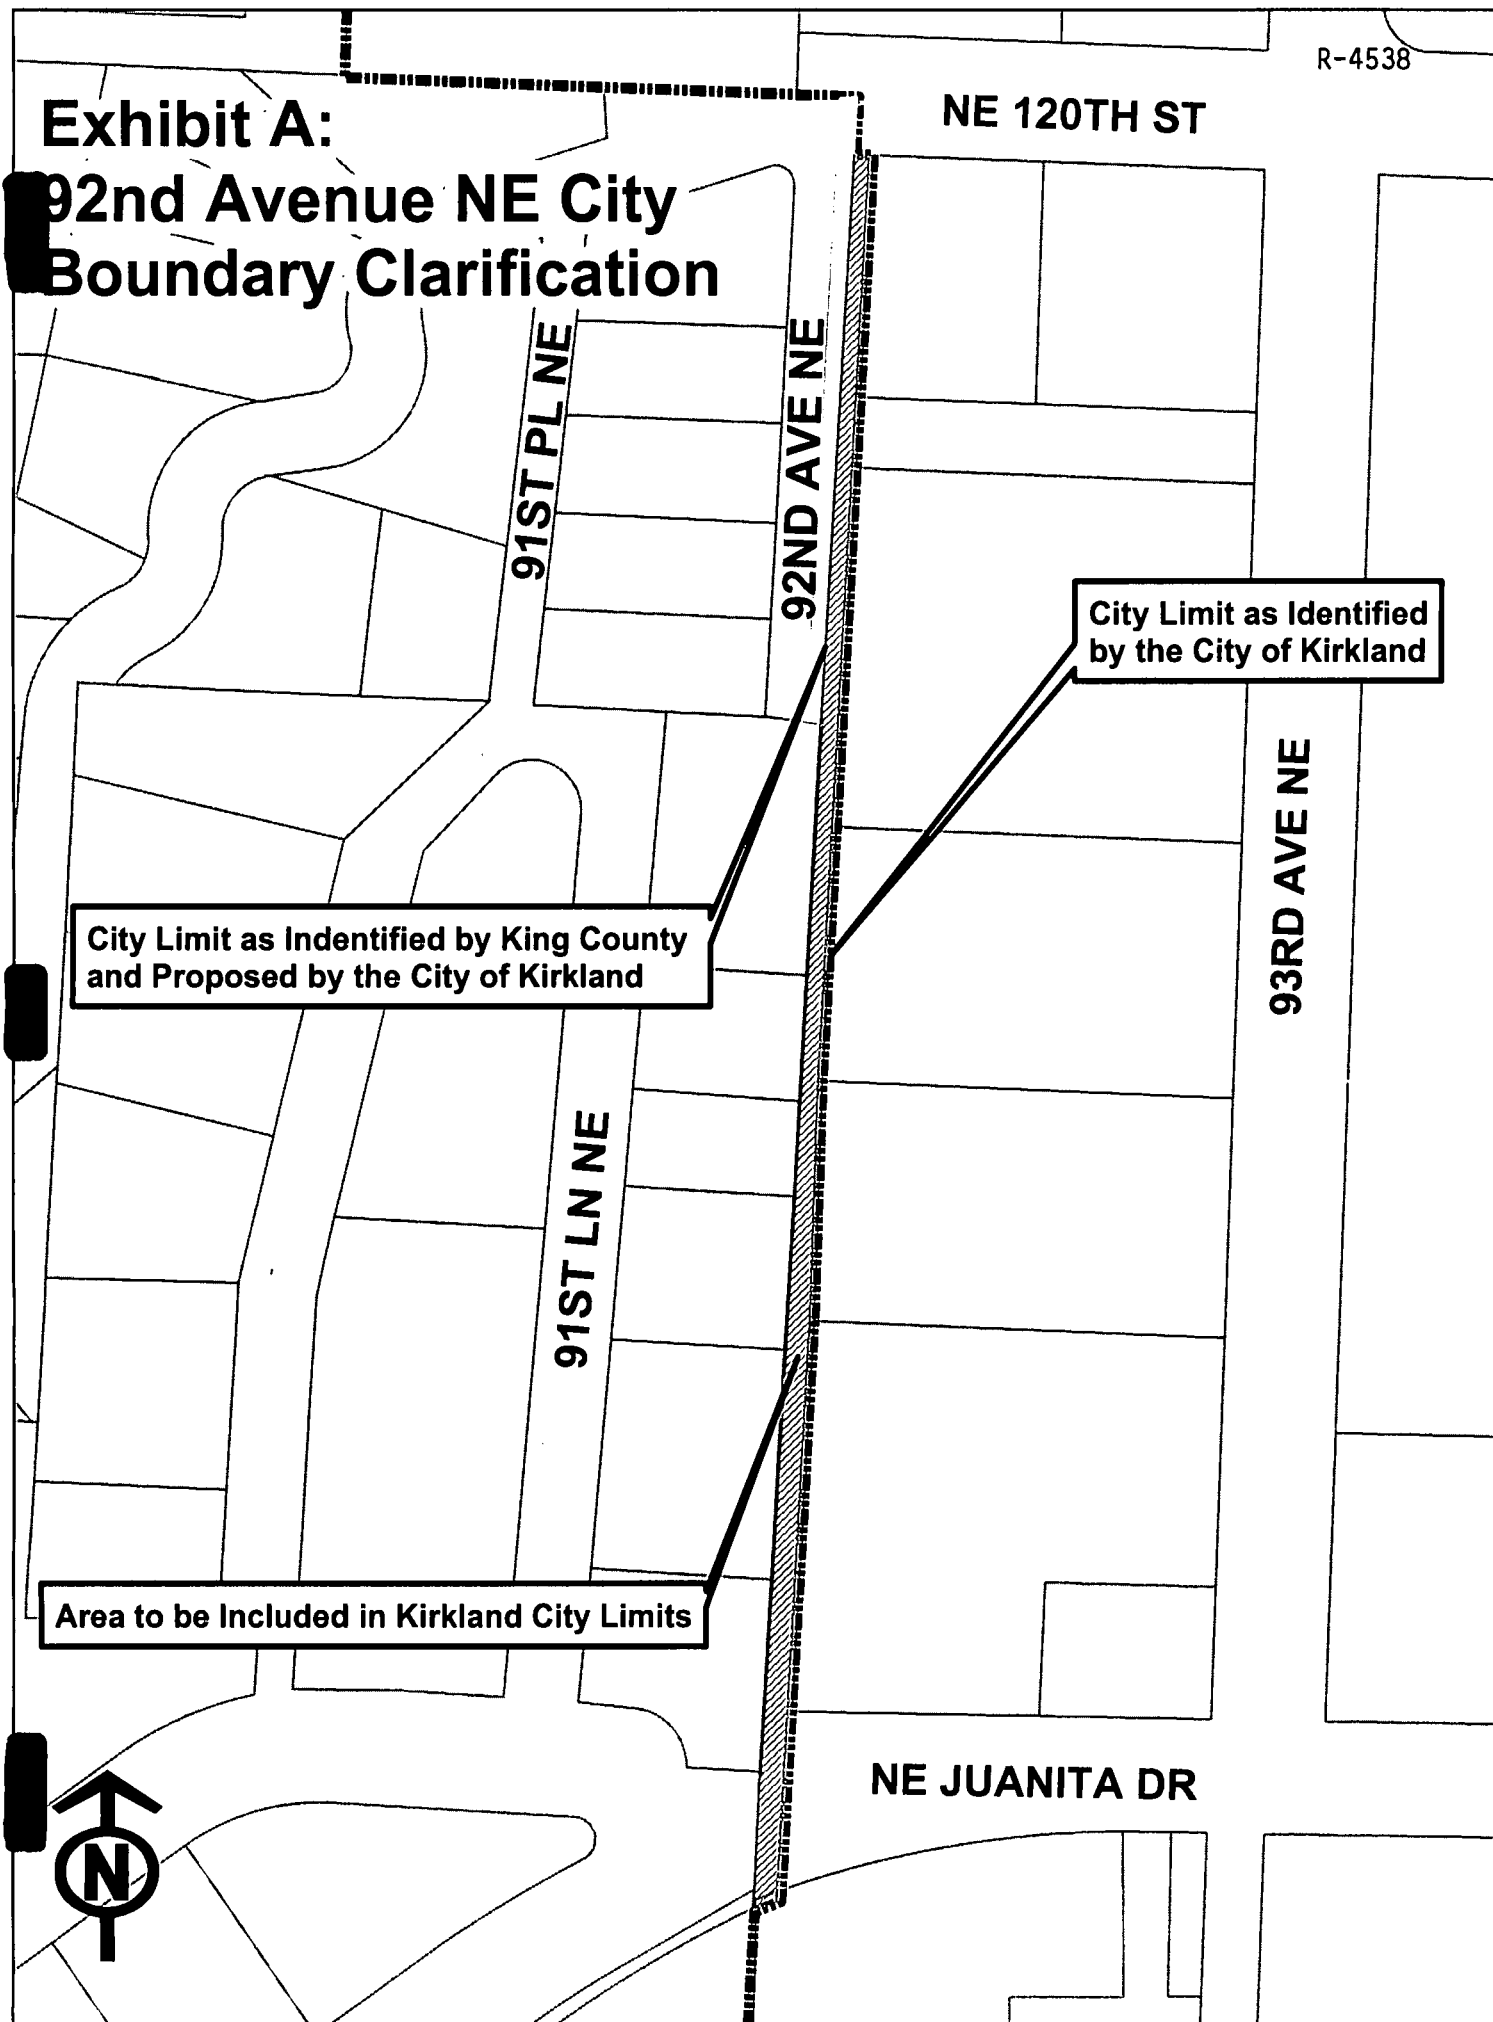 R-4538
Exhibit A:
92nd Avenue NE City
Boundary Clarification
NE 120TH ST
91ST PL NE
92ND AVE NE
City Limit as Identified
by the City of Kirkland
93RD AVE NE
City Limit as Indentified by King County
and Proposed by the City of Kirkland
91ST LN NE
Area to be Included in Kirkland City Limits
NE JUANITA DR
N